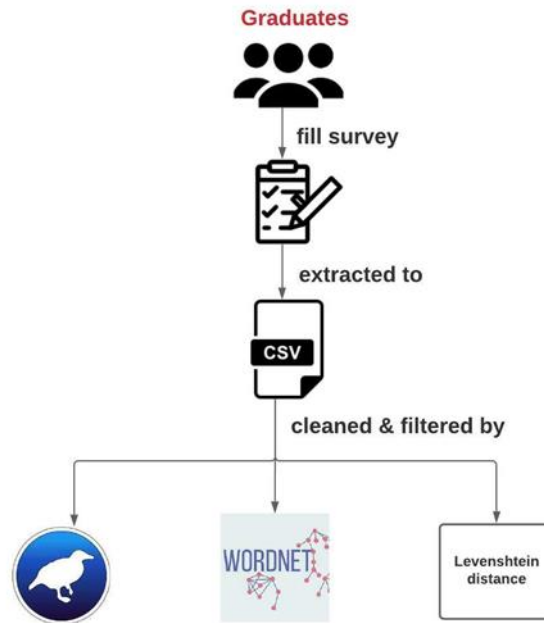 Graduates
fill survey
extracted to
CSV
cleaned & filtered by
WORDNET
Levenshtein
distance